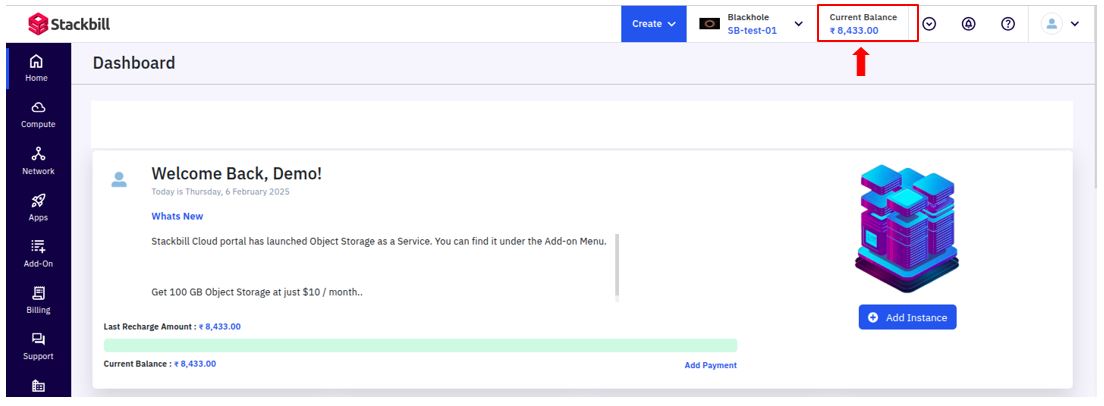 Stackbill
Create
Blackhole
SB-test-01
Current Balance
₹ 8,433.00
Home
Dashboard
Compute
Network
Apps
Add-On
Billing
Support
Welcome Back, Demo!
Today is Thursday, 6 February 2025
Whats New
Stackbill Cloud portal has launched Object Storage as a Service. You can find it under the Add-on Menu.
Get 100 GB Object Storage at just $10 / month..
Last Recharge Amount : ₹ 8,433.00
Current Balance : ₹ 8,433.00
Add Payment
Add Instance